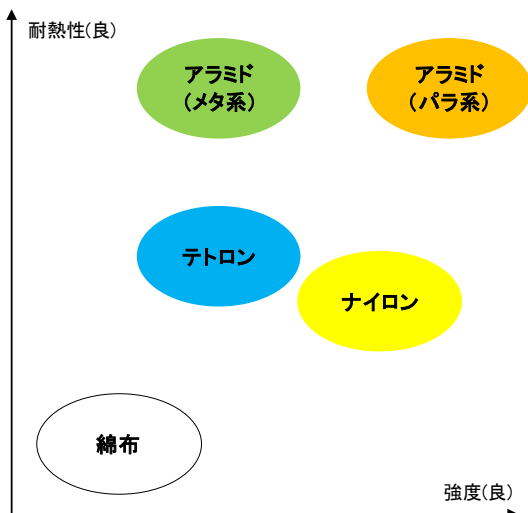 耐熱性(良)
アラミド
(メタ系)
アラミド
(パラ系)
テトロン
ナイロン
綿布
強度(良)